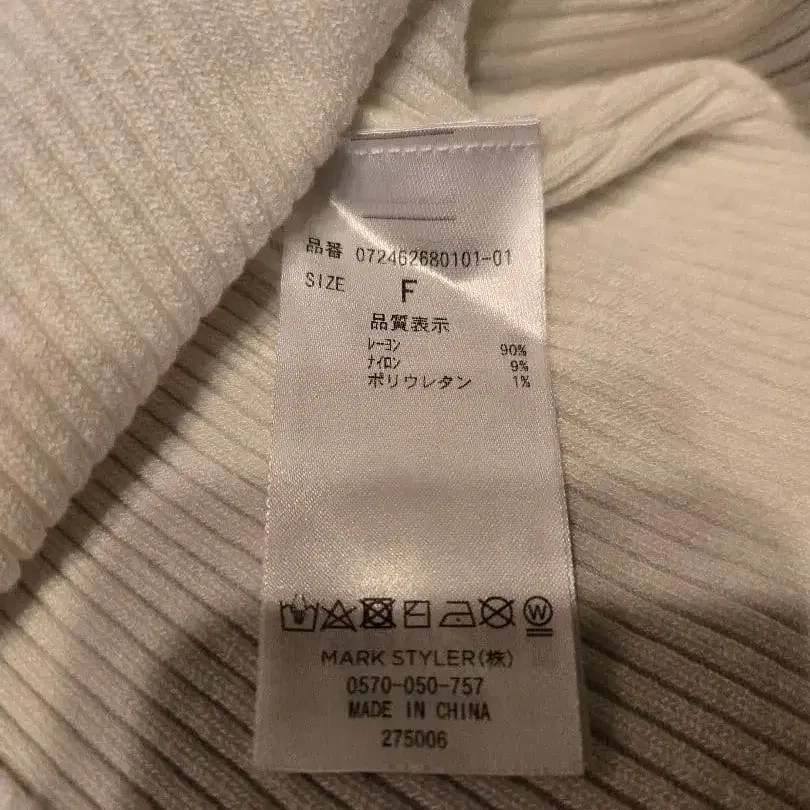 品番 072462680101-01
SIZE F
品質表示
ﾚｰﾖﾝ 90%
ﾅｲﾛﾝ 9%
ポリウレタン 1%
W
MARK STYLER(株)
0570-050-757
MADE IN CHINA
275006